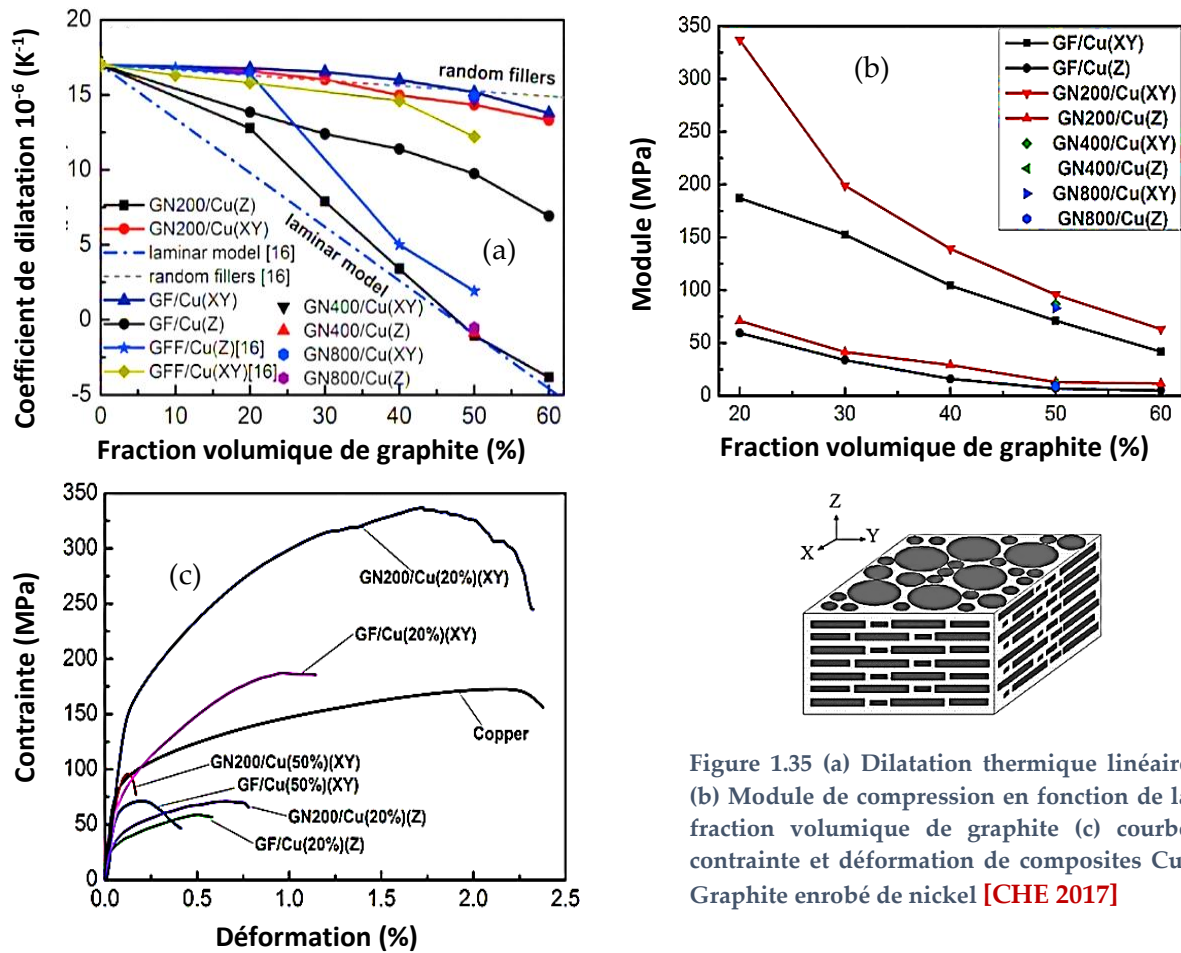 Coefficient de dilatation 10⁻⁶ (K⁻¹)
20
15
10
5
0
-5
(a)
random fillers
laminar model
GN200/Cu(Z)
GN200/Cu(XY)
laminar model [16]
random fillers [16]
GF/Cu(XY)
GF/Cu(Z)
GFF/Cu(Z)[16]
GFF/Cu(XY)[16]
GN400/Cu(XY)
GN400/Cu(Z)
GN800/Cu(XY)
GN800/Cu(Z)
(a)
0 10 20 30 40 50 60
Fraction volumique de graphite (%)
Module (MPa)
350
300
250
200
150
100
50
0
(b)
GF/Cu(XY)
GF/Cu(Z)
GN200/Cu(XY)
GN200/Cu(Z)
GN400/Cu(XY)
GN400/Cu(Z)
GN800/Cu(XY)
GN800/Cu(Z)
20 30 40 50 60
Fraction volumique de graphite (%)
Contrainte (MPa)
350
300
250
200
150
100
50
0
(c)
GN200/Cu(20%)(XY)
GF/Cu(20%)(XY)
Copper
GN200/Cu(50%)(XY)
GF/Cu(50%)(XY)
GN200/Cu(20%)(Z)
GF/Cu(20%)(Z)
0.0 0.5 1.0 1.5 2.0 2.5
Déformation (%)
Z
Y
X
Figure 1.35 (a) Dilatation thermique linéaire
(b) Module de compression en fonction de la
fraction volumique de graphite (c) courbe
contrainte et déformation de composites Cu
Graphite enrobé de nickel [CHE 2017]